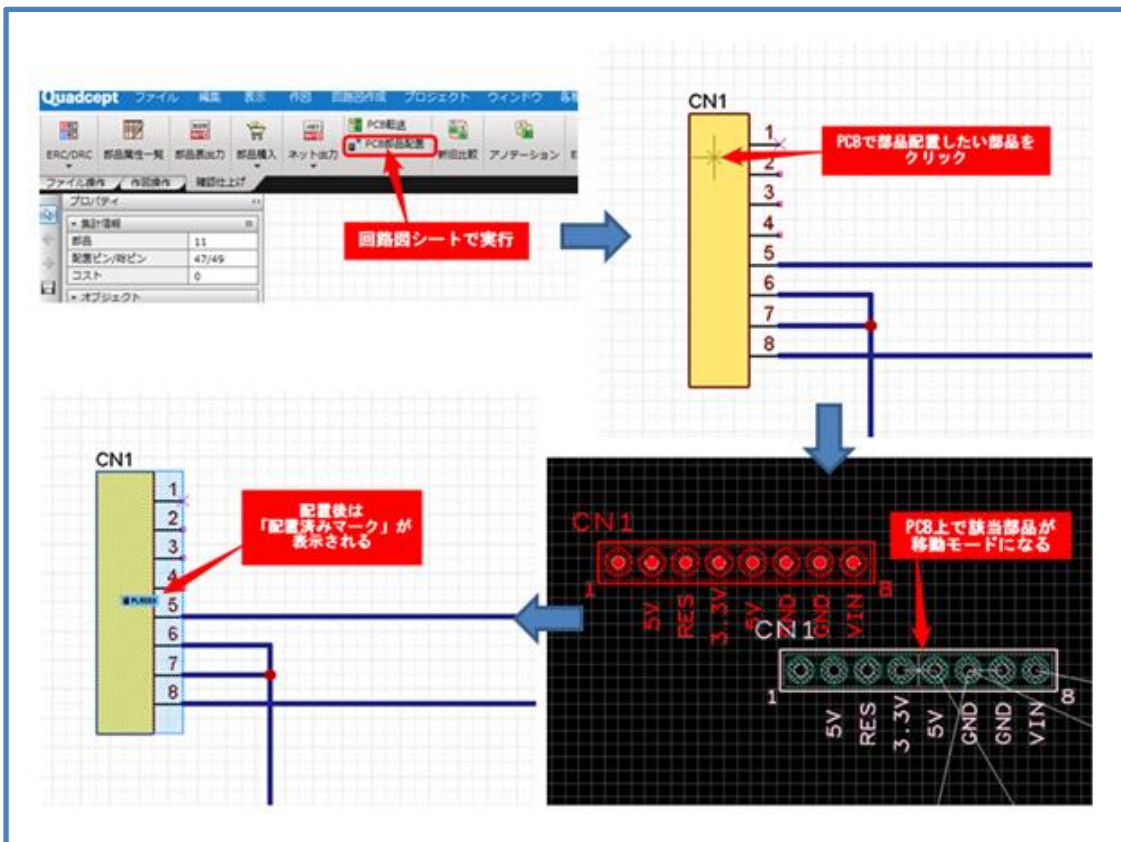 Quadcept ファイル 編集 表示 作図 回路図作成 プロジェクト ウィンドウ 各種
PCB転送
PCB部品配置
ERC/DRC 部品属性一覧 部品表出力 部品購入 ネット出力 新旧比較 アノテーション
ファイル操作 作図操作 確認仕上げ
プロパティ
集計情報
部品 11
配置ピン/総ピン 47/49
コスト 0
オブジェクト
回路図シートで実行
CN1
1
2
3
4
5
6
7
8
PCBで部品配置したい部品を
クリック
CN1
1
2
3
4
5
6
7
8
配置後は
「配置済みマーク」が
表示される
CN1
1 8
5V RES 3.3V 5V GND GND VIN
CN1
1 8
5V RES 3.3V 5V GND GND VIN
PCB上で該当部品が
移動モードになる